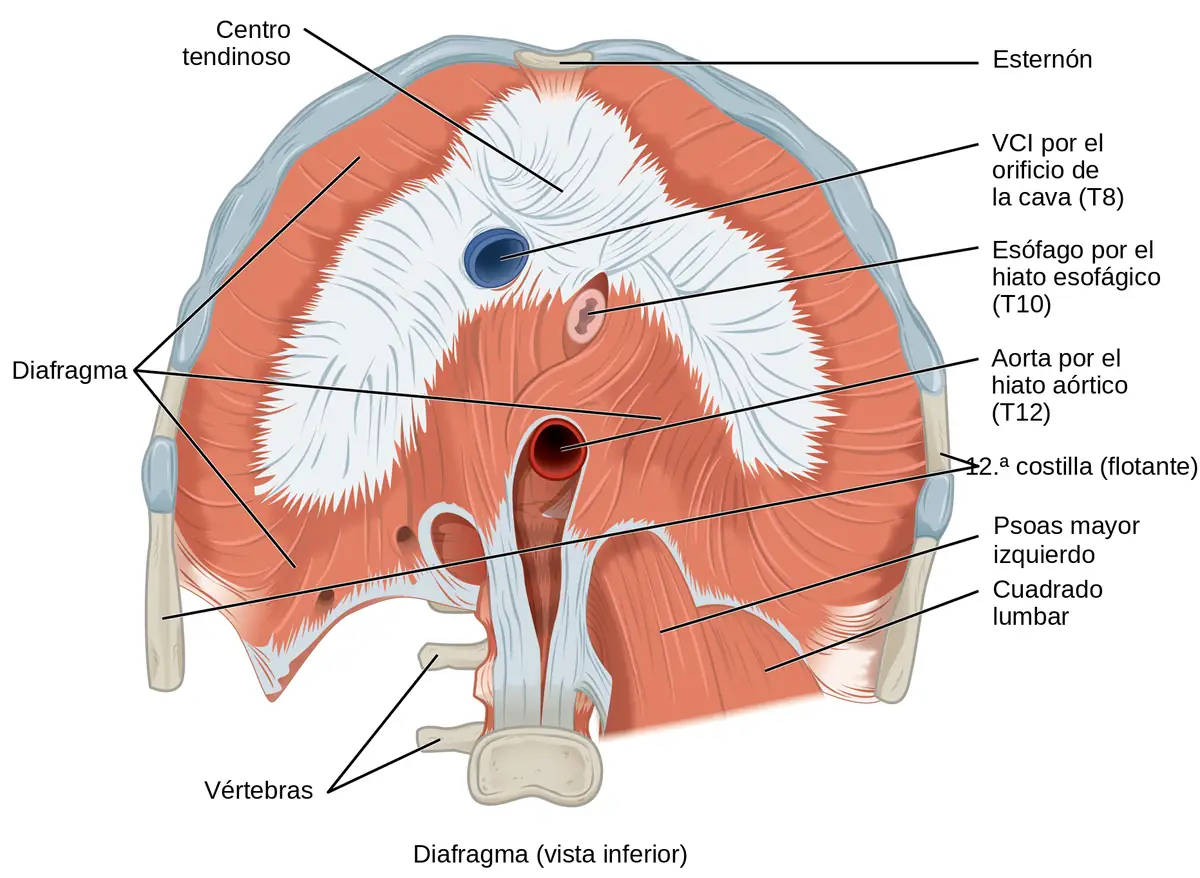 Centro
tendinoso
Esternón
VCI por el
orificio de
la cava (T8)
Esófago por el
hiato esofágico
(T10)
Diafragma
Aorta por el
hiato aórtico
(T12)
12.ª costilla (flotante)
Psoas mayor
izquierdo
Cuadrado
lumbar
Vértebras
Diafragma (vista inferior)